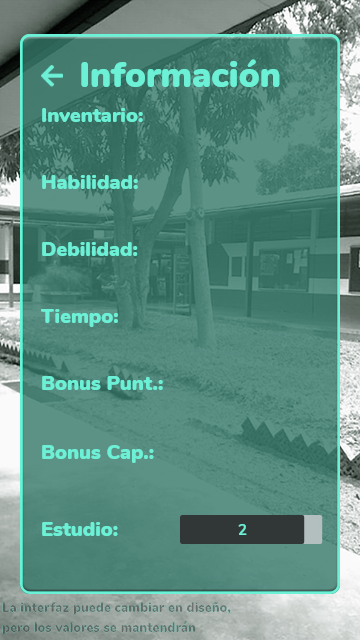 ← Información
Inventario:
Habilidad:
Debilidad:
Tiempo:
Bonus Punt.:
Bonus Cap.:
Estudio: 2
La interfaz puede cambiar en diseño,
pero los valores se mantendrán